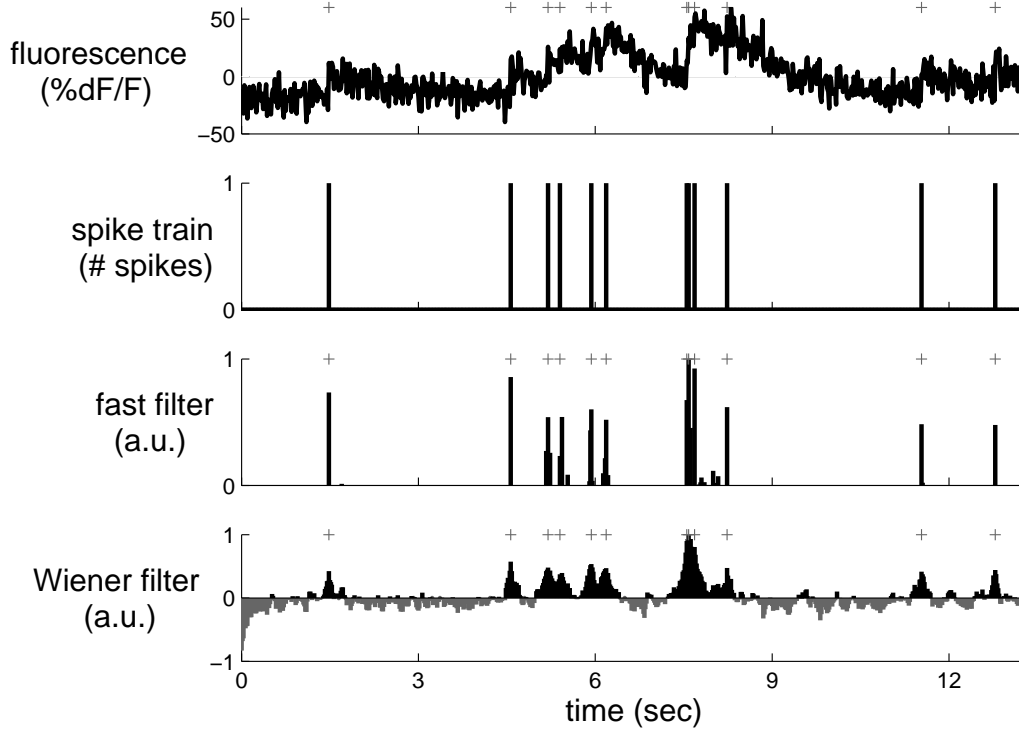 50
fluorescence
(%dF/F)
0
−50
1
spike train
(# spikes)
0
1
fast filter
(a.u.)
0
1
Wiener filter
(a.u.)
0
−1
0 3 6 9 12
time (sec)